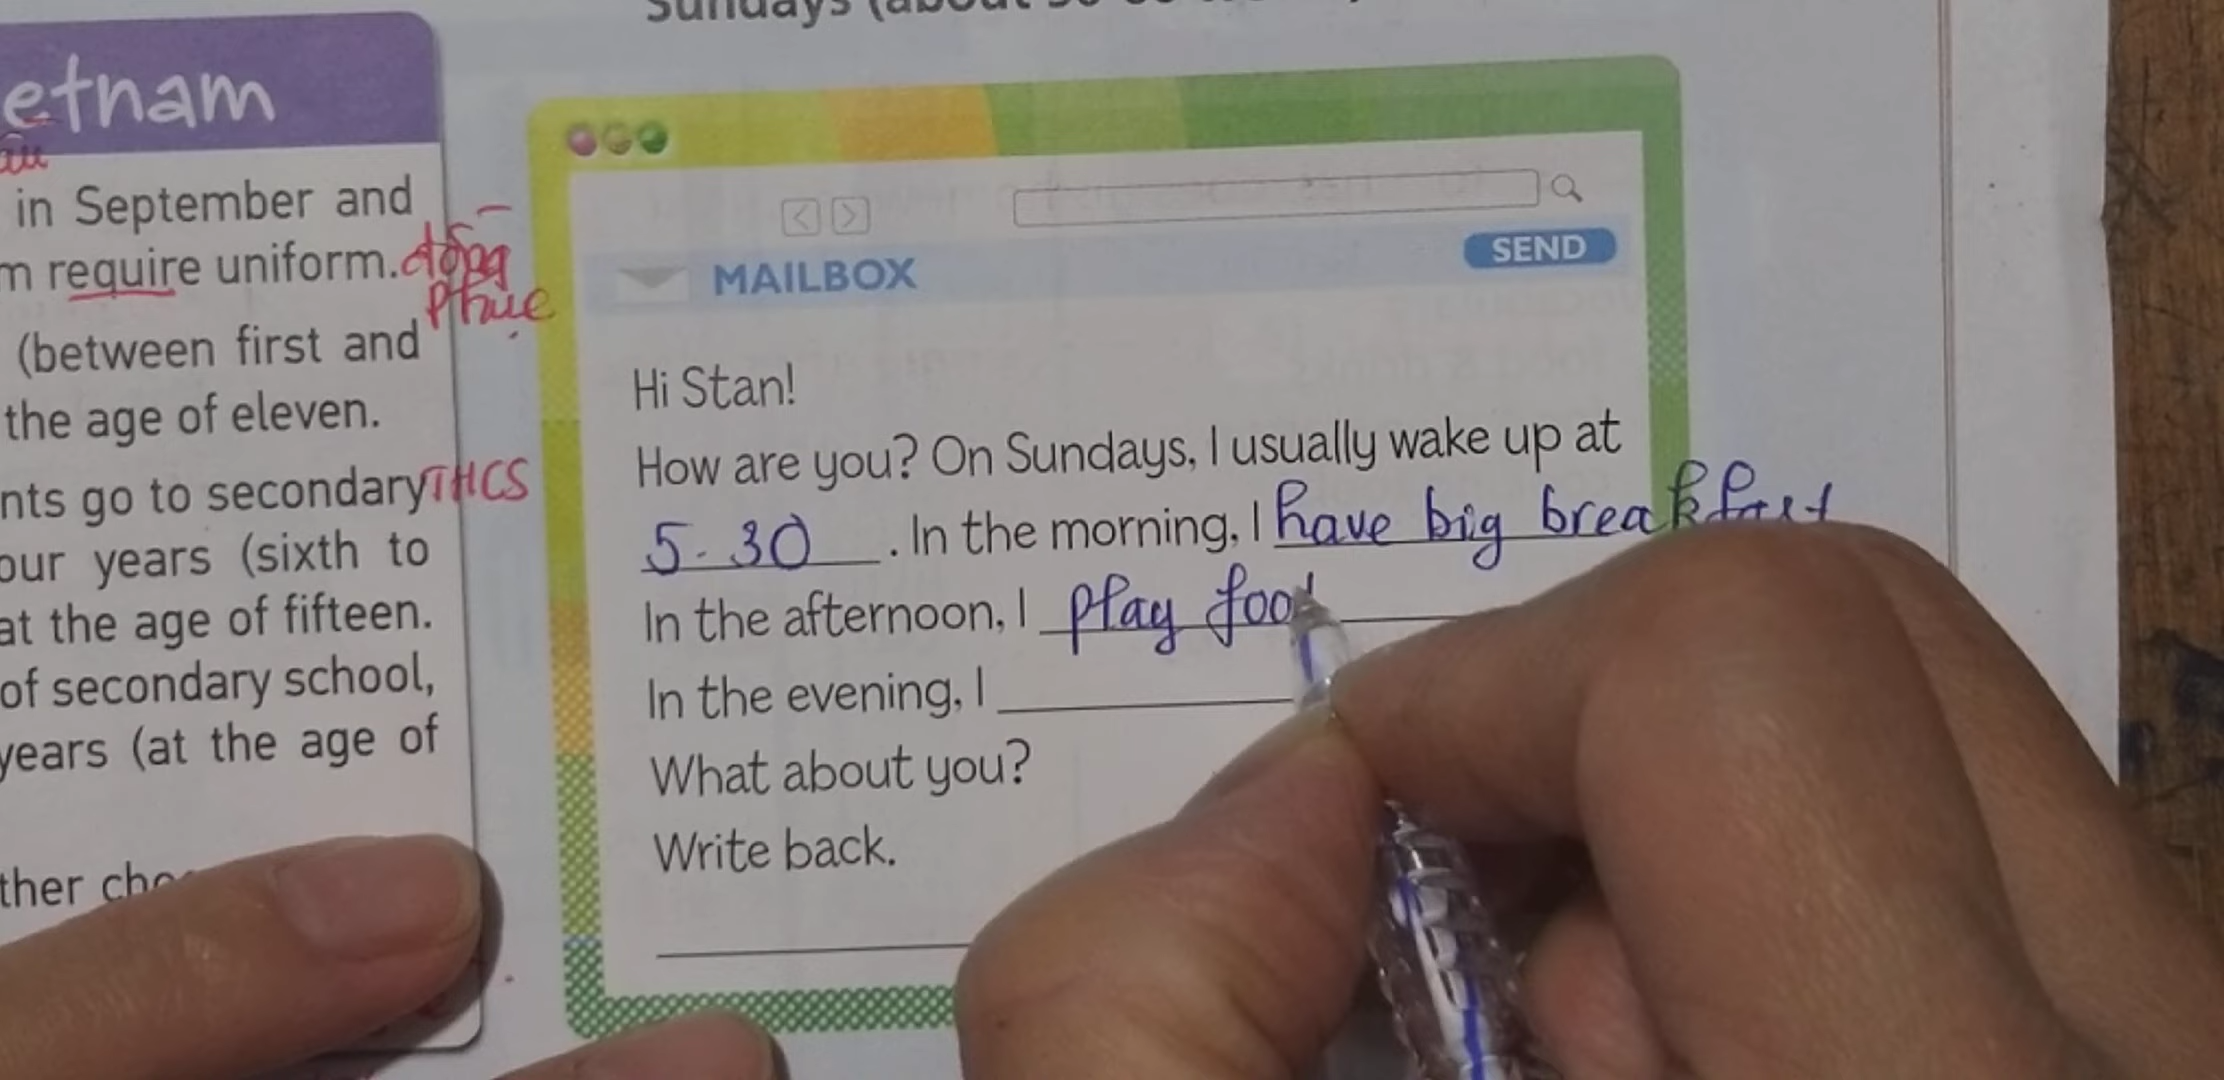 Sundays (about
etnam
in September and
m require uniform. đồng
phục
(between first and
the age of eleven.
nts go to secondary THCS
our years (sixth to
at the age of fifteen.
of secondary school,
years (at the age of
ther
MAILBOX
SEND
Hi Stan!
How are you? On Sundays, I usually wake up at
5.30. In the morning, I have big breakfast
In the afternoon, I play foot
In the evening, I
What about you?
Write back.